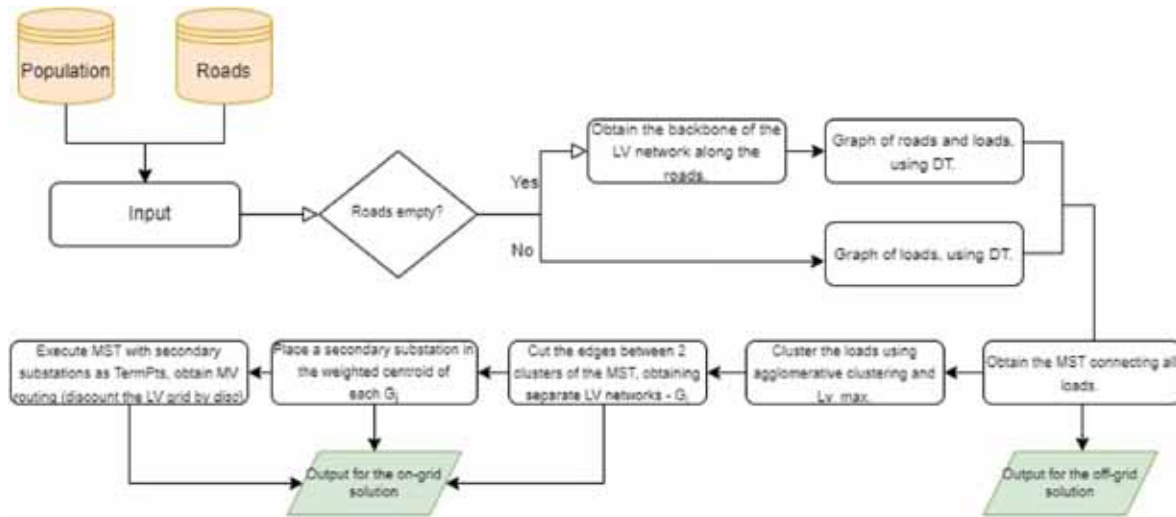 Population
Roads
Input
Roads empty?
Yes
No
Obtain the backbone of the
LV network along the
roads.
Graph of roads and loads,
using DT.
Graph of loads, using DT.
Obtain the MST connecting all
loads.
Cluster the loads using
agglomerative clustering and
Lv_max.
Cut the edges between 2
clusters of the MST, obtaining
separate LV networks - Gi
Place a secondary substation in
the weighted centroid of
each Gi
Execute MST with secondary
substations as TermPts, obtain MV
routing (discount the LV grid by disc)
Output for the on-grid
solution
Output for the off-grid
solution